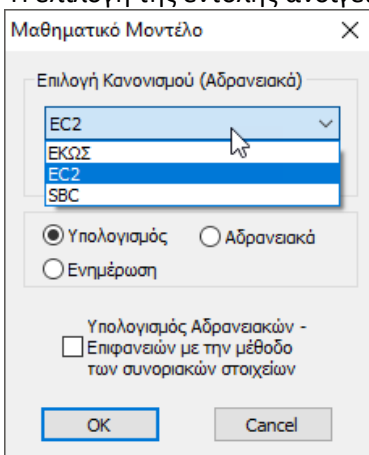 Μαθηματικό Μοντέλο
Επιλογή Κανονισμού (Αδρανειακά)
EC2
ΕΚΩΣ
EC2
SBC
Υπολογισμός Αδρανειακά
Ενημέρωση
Υπολογισμός Αδρανειακών -
Επιφανειών με την μέθοδο
των συνοριακών στοιχείων
OK Cancel